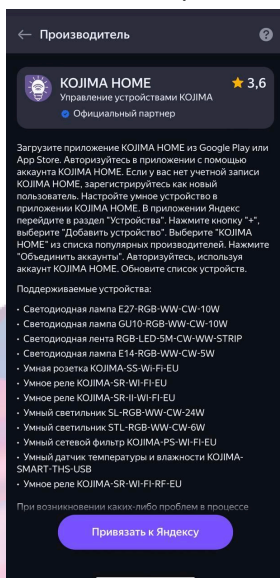 ← Производитель ?
KOJIMA HOME ★ 3,6
Управление устройствами KOJIMA
Официальный партнер
Загрузите приложение KOJIMA HOME из Google Play или
App Store. Авторизуйтесь в приложении с помощью
аккаунта KOJIMA HOME. Если у вас нет учетной записи
KOJIMA HOME, зарегистрируйтесь как новый
пользователь. Настройте умное устройство в
приложении KOJIMA HOME. В приложении Яндекс
перейдите в раздел "Устройства". Нажмите кнопку "+",
выберите "Добавить устройство". Выберите "KOJIMA
HOME" из списка популярных производителей. Нажмите
"Объединить аккаунты". Авторизуйтесь, используя
аккаунт KOJIMA HOME. Обновите список устройств.
Поддерживаемые устройства:
• Светодиодная лампа E27-RGB-WW-CW-10W
• Светодиодная лампа GU10-RGB-WW-CW-10W
• Светодиодная лента RGB-LED-5M-CW-WW-STRIP
• Светодиодная лампа E14-RGB-WW-CW-5W
• Умная розетка KOJIMA-SS-Wi-Fi-EU
• Умное реле KOJIMA-SR-WI-FI-EU
• Умное реле KOJIMA-SR-II-WI-FI-EU
• Умный светильник SL-RGB-WW-CW-24W
• Умный светильник STL-RGB-WW-CW-6W
• Умный сетевой фильтр KOJIMA-PS-WI-FI-EU
• Умный датчик температуры и влажности KOJIMA-
SMART-THS-USB
• Умное реле KOJIMA-SR-WI-FI-RF-EU
При возникновении каких-либо проблем в процессе
Привязать к Яндексу